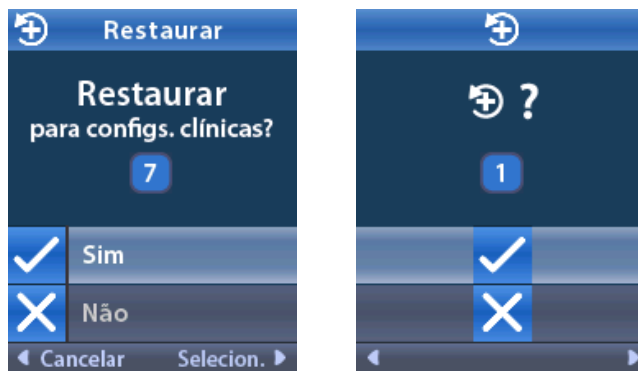 Restaurar
Restaurar
para configs. clínicas?
7
Sim
Não
Cancelar Selecion.
?
1